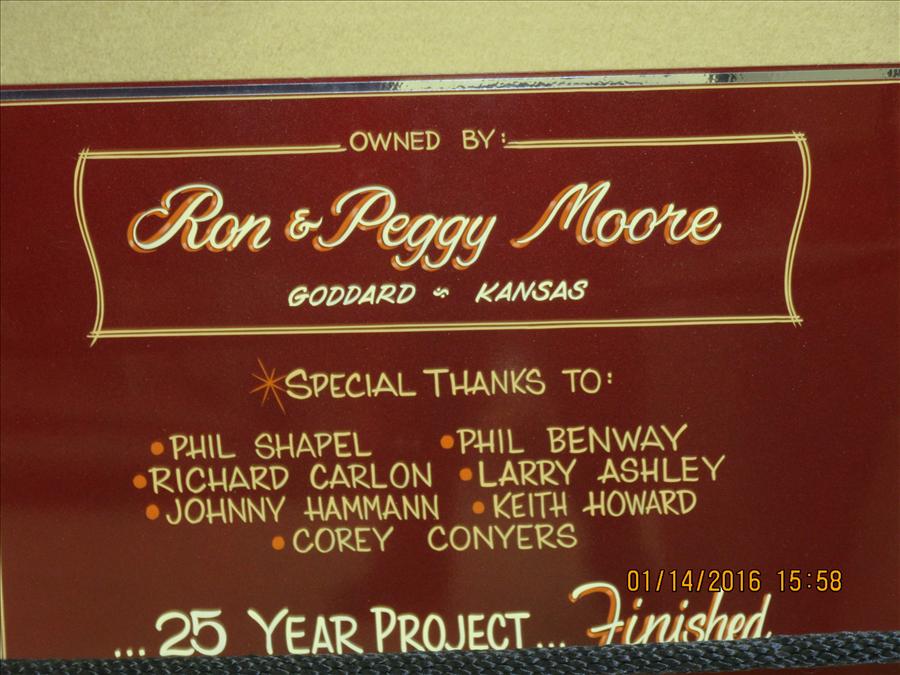 OWNED BY:
Ron & Peggy Moore
GODDARD ~ KANSAS
SPECIAL THANKS TO:
• PHIL SHAPEL • PHIL BENWAY
• RICHARD CARLON • LARRY ASHLEY
• JOHNNY HAMMANN • KEITH HOWARD
• COREY CONYERS
01/14/2016 15:58
...25 YEAR PROJECT... Finished